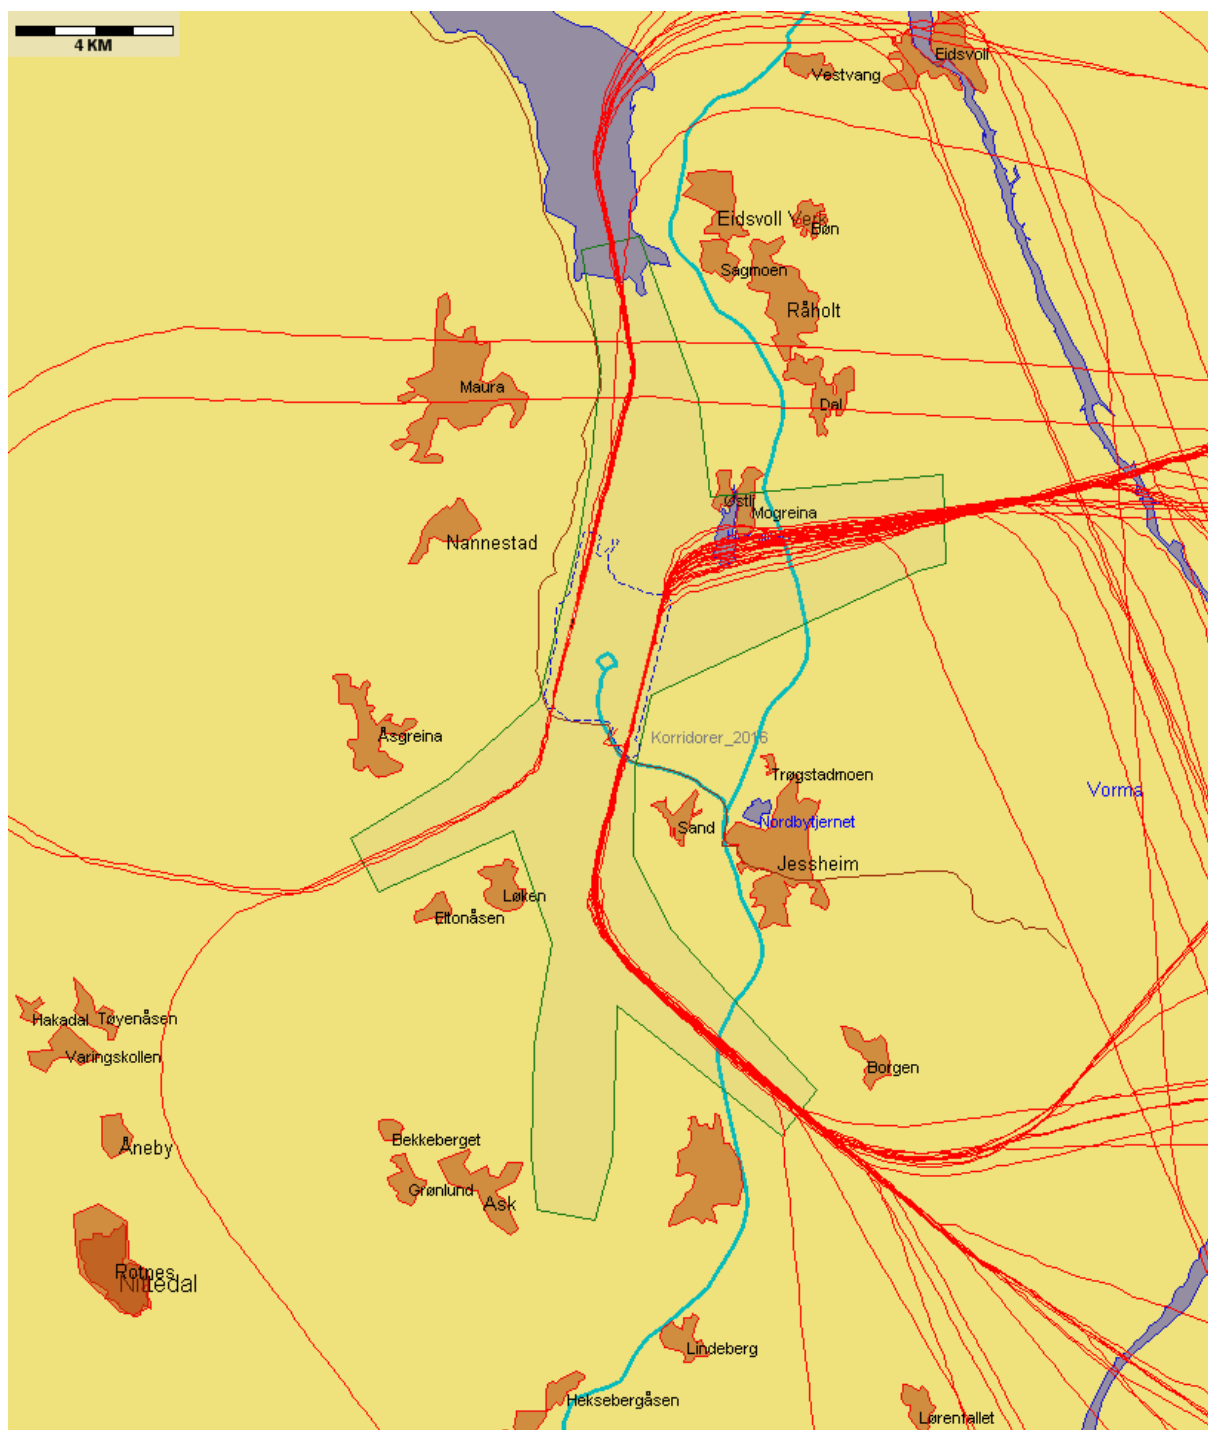 4 KM
Eidsvoll
Vestvang
Eidsvoll Verk
Bøn
Sagmoen
Råholt
Maura
Dal
Mogreina
Nannestad
Åsgreina
Korridorer_2016
Trøgstadmoen
Vorma
Sand
Nordbytjernet
Jessheim
Løken
Eltonåsen
Hakadal
Tøyenåsen
Varingskollen
Borgen
Åneby
Bekkeberget
Grønlund
Ask
Rotnes
Nittedal
Lindeberg
Heksebergåsen
Lørenfallet